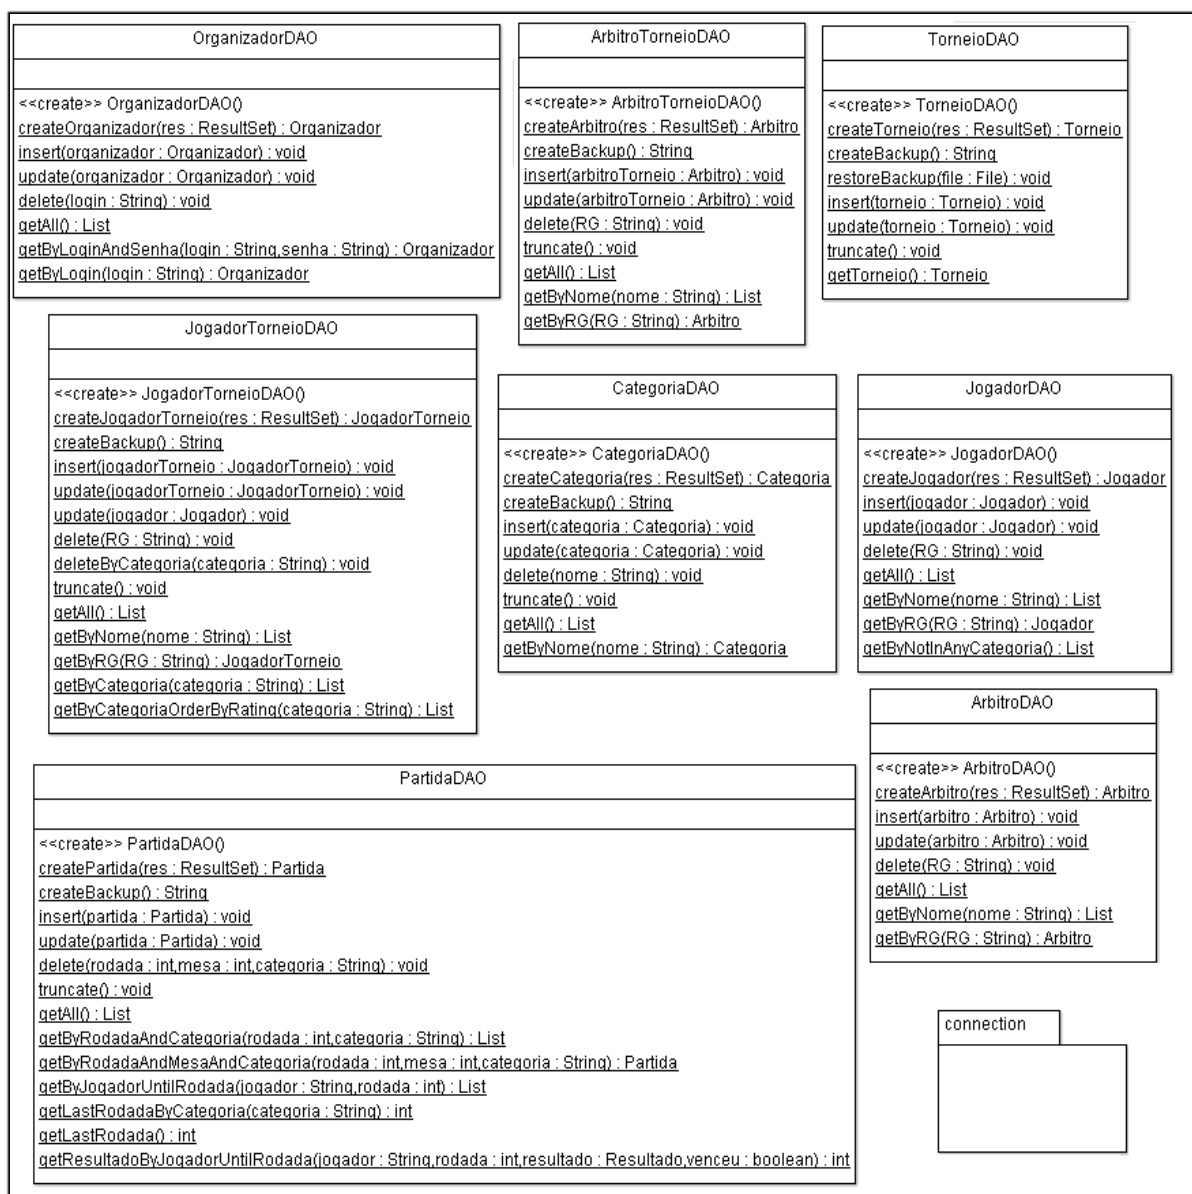 OrganizadorDAO
<<create>> OrganizadorDAO()
createOrganizador(res : ResultSet) : Organizador
insert(organizador : Organizador) : void
update(organizador : Organizador) : void
delete(login : String) : void
getAll() : List
getByLoginAndSenha(login : String,senha : String) : Organizador
getByLogin(login : String) : Organizador
ArbitroTorneioDAO
<<create>> ArbitroTorneioDAO()
createArbitro(res : ResultSet) : Arbitro
createBackup() : String
insert(arbitroTorneio : Arbitro) : void
update(arbitroTorneio : Arbitro) : void
delete(RG : String) : void
truncate() : void
getAll() : List
getByNome(nome : String) : List
getByRG(RG : String) : Arbitro
TorneioDAO
<<create>> TorneioDAO()
createTorneio(res : ResultSet) : Torneio
createBackup() : String
restoreBackup(file : File) : void
insert(torneio : Torneio) : void
update(torneio : Torneio) : void
truncate() : void
getTorneio() : Torneio
JogadorTorneioDAO
<<create>> JogadorTorneioDAO()
createJogadorTorneio(res : ResultSet) : JogadorTorneio
createBackup() : String
insert(jogadorTorneio : JogadorTorneio) : void
update(jogadorTorneio : JogadorTorneio) : void
update(jogador : Jogador) : void
delete(RG : String) : void
deleteByCategoria(categoria : String) : void
truncate() : void
getAll() : List
getByNome(nome : String) : List
getByRG(RG : String) : JogadorTorneio
getByCategoria(categoria : String) : List
getByCategoriaOrderByRating(categoria : String) : List
CategoriaDAO
<<create>> CategoriaDAO()
createCategoria(res : ResultSet) : Categoria
createBackup() : String
insert(categoria : Categoria) : void
update(categoria : Categoria) : void
delete(nome : String) : void
truncate() : void
getAll() : List
getByNome(nome : String) : Categoria
JogadorDAO
<<create>> JogadorDAO()
createJogador(res : ResultSet) : Jogador
insert(jogador : Jogador) : void
update(jogador : Jogador) : void
delete(RG : String) : void
getAll() : List
getByNome(nome : String) : List
getByRG(RG : String) : Jogador
getByNotInAnyCategoria() : List
ArbitroDAO
<<create>> ArbitroDAO()
createArbitro(res : ResultSet) : Arbitro
insert(arbitro : Arbitro) : void
update(arbitro : Arbitro) : void
delete(RG : String) : void
getAll() : List
getByNome(nome : String) : List
getByRG(RG : String) : Arbitro
PartidaDAO
<<create>> PartidaDAO()
createPartida(res : ResultSet) : Partida
createBackup() : String
insert(partida : Partida) : void
update(partida : Partida) : void
delete(rodada : int,mesa : int,categoria : String) : void
truncate() : void
getAll() : List
getByRodadaAndCategoria(rodada : int,categoria : String) : List
getByRodadaAndMesaAndCategoria(rodada : int,mesa : int,categoria : String) : Partida
getByJogadorUntilRodada(jogador : String,rodada : int) : List
getLastRodadaByCategoria(categoria : String) : int
getLastRodada() : int
getResultadoByJogadorUntilRodada(jogador : String,rodada : int,resultado : Resultado,venceu : boolean) : int
connection